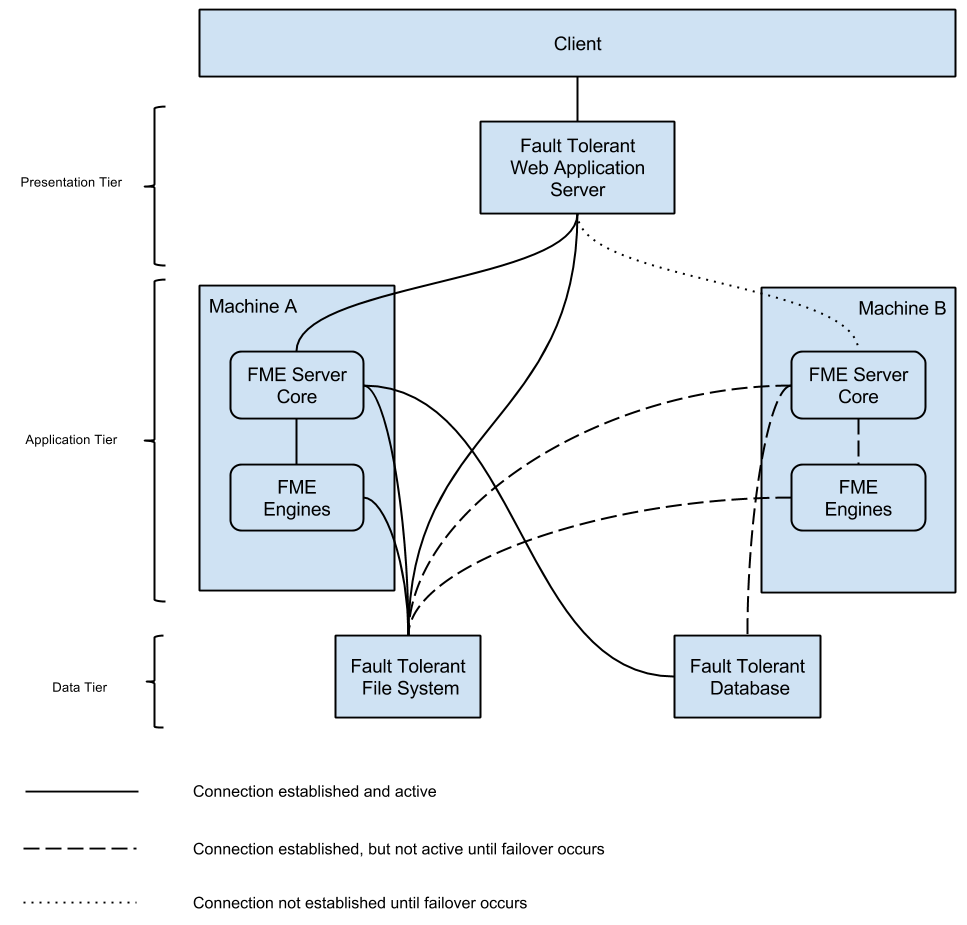 Client
Fault Tolerant
Web Application
Server
Presentation Tier
Machine A
Machine B
FME Server
Core
FME Server
Core
Application Tier
FME
Engines
FME
Engines
Fault Tolerant
File System
Fault Tolerant
Database
Data Tier
Connection established and active
Connection established, but not active until failover occurs
Connection not established until failover occurs